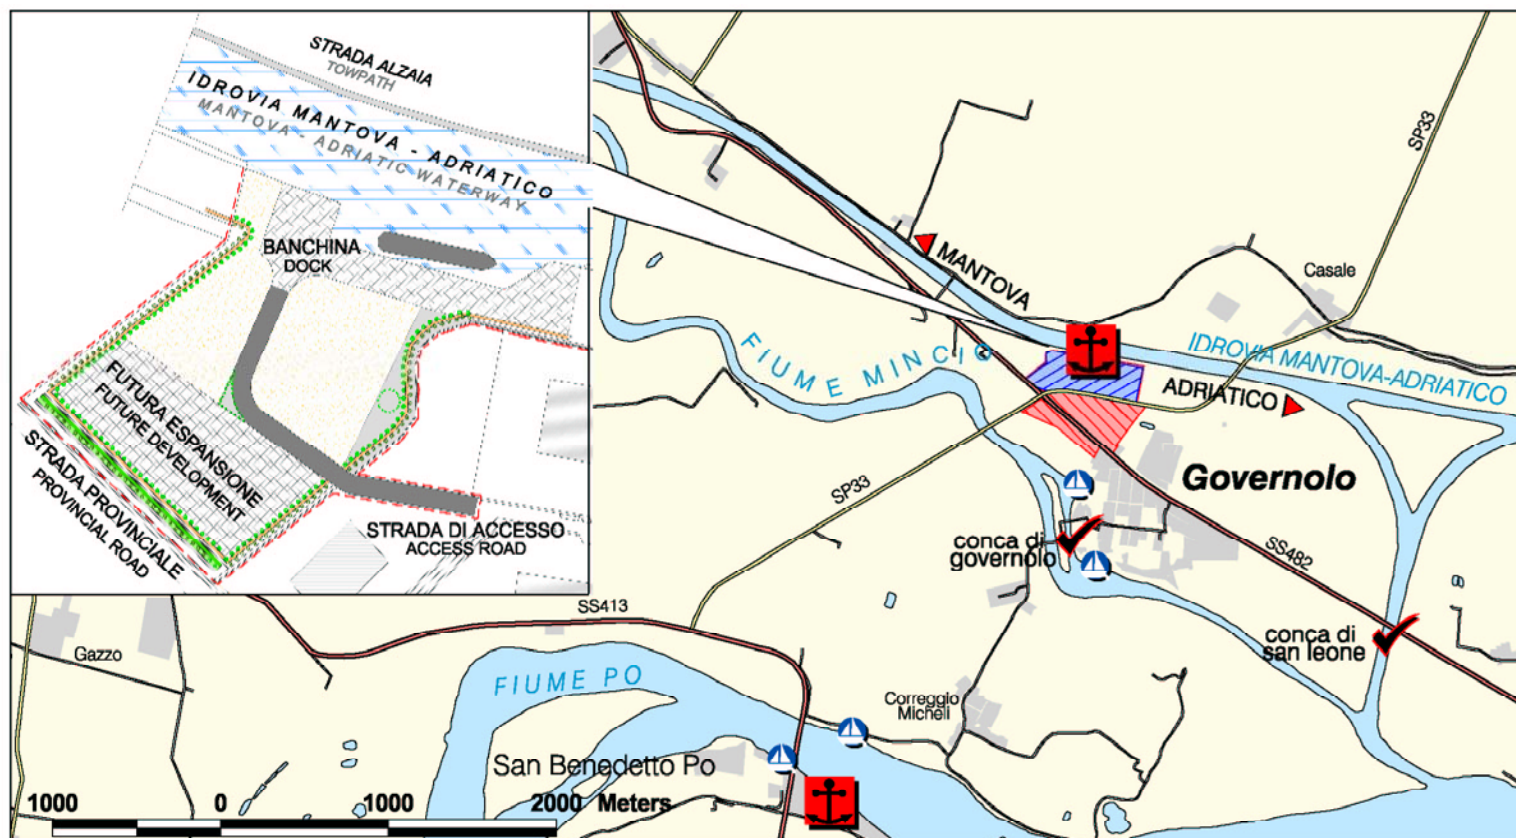 STRADA ALZAIA
TOWPATH
IDROVIA MANTOVA - ADRIATICO
MANTOVA - ADRIATIC WATERWAY
BANCHINA
DOCK
FUTURA ESPANSIONE
FUTURE DEVELOPMENT
STRADA PROVINCIALE
PROVINCIAL ROAD
STRADA DI ACCESSO
ACCESS ROAD
SP33
MANTOVA
Casale
FIUME MINCIO
IDROVIA MANTOVA-ADRIATICO
ADRIATICO
Governolo
SP33
conca di
governolo
SS482
SS413
conca di
san leone
Gazzo
FIUME PO
Correggio
Micheli
San Benedetto Po
1000 0 1000 2000 Meters